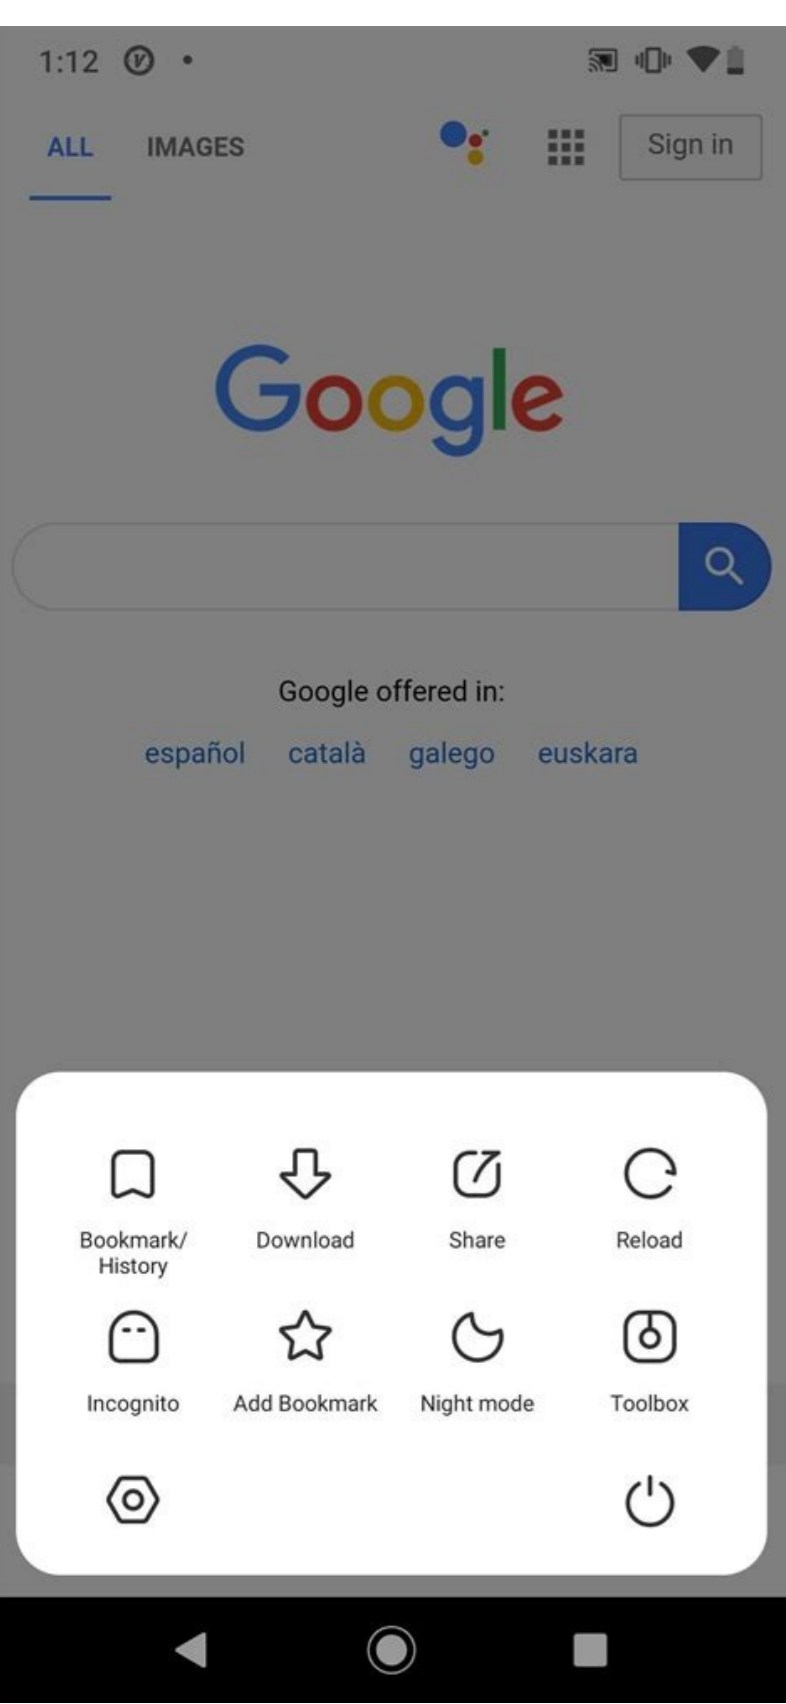 1:12
ALL IMAGES Sign in
Google
Google offered in:
español català galego euskara
Bookmark/ Download Share Reload
History
Incognito Add Bookmark Night mode Toolbox